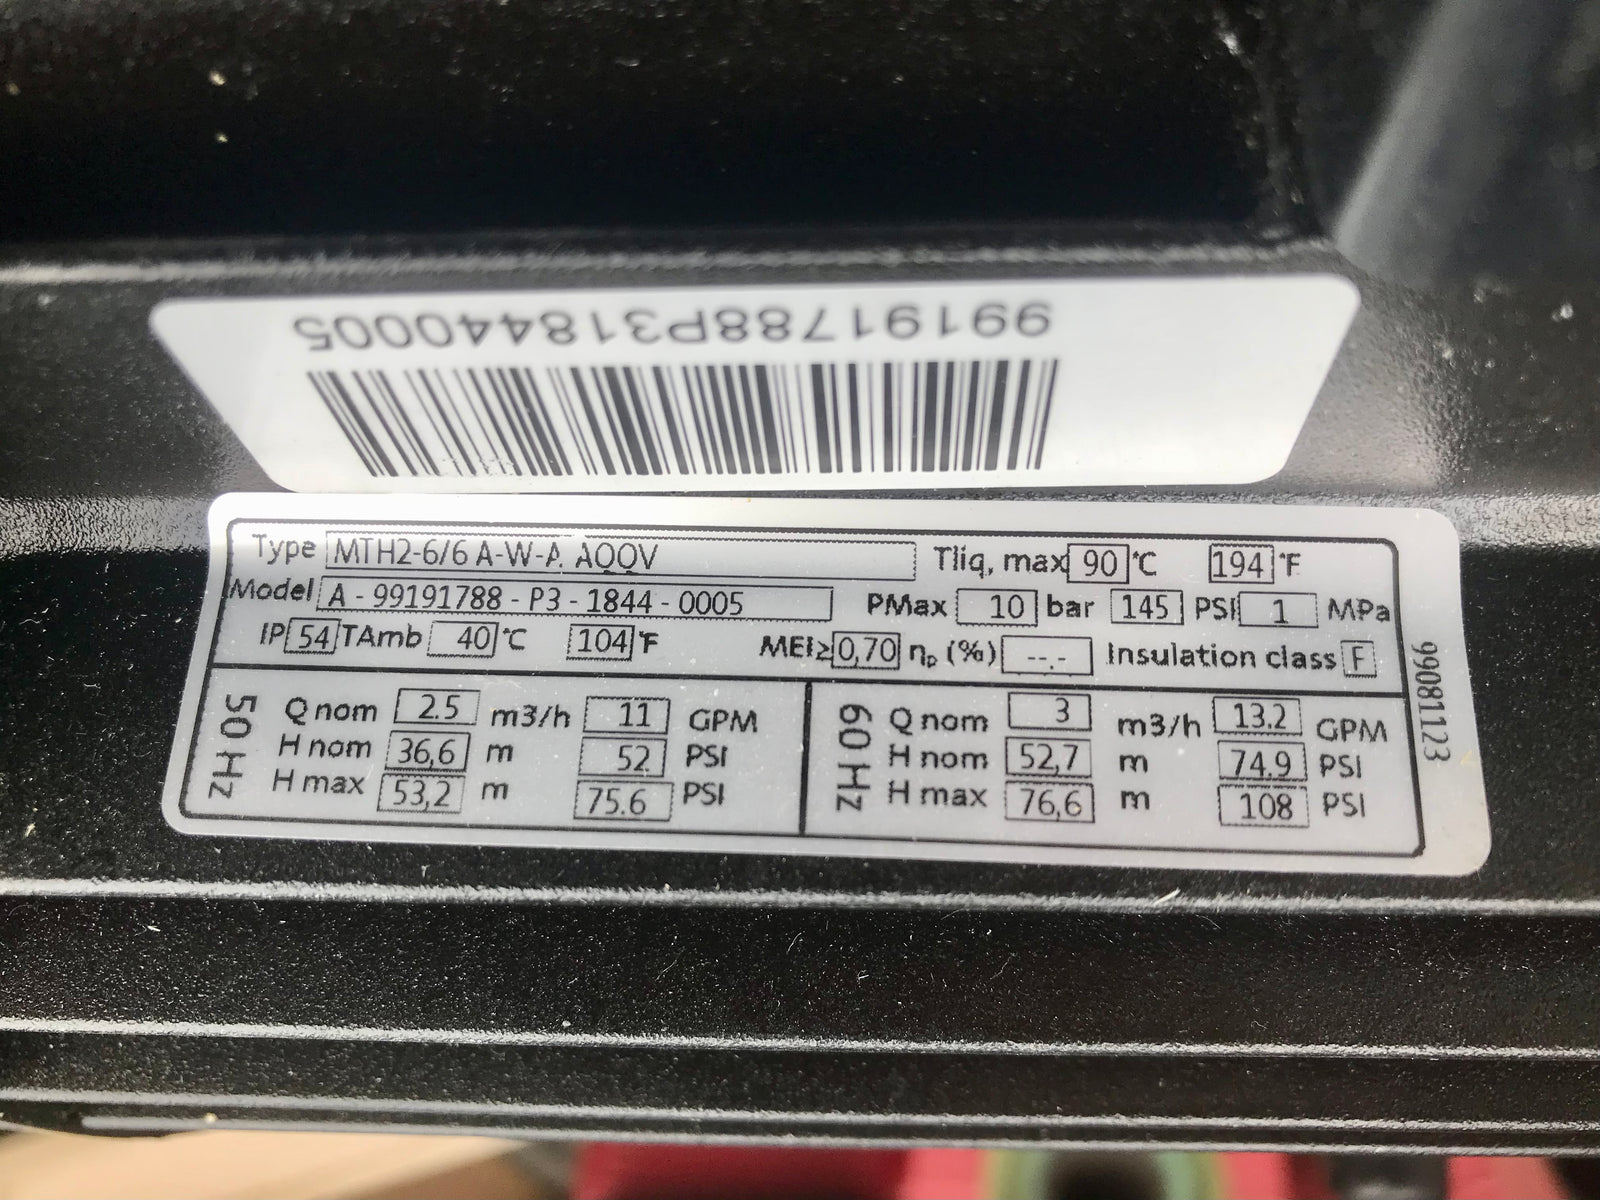 99191788P318440005
Type MTH2-6/6 A-W-A AQQV Tliq, max 90 °C 194 °F
Model A - 99191788 - P3 - 1844 - 0005 PMax 10 bar 145 PSI 1 MPa
IP 54 TAmb 40 °C 104 °F MEI≥ 0,70 ηp (%) --.- Insulation class F
50 Hz
Q nom 2.5 m3/h 11 GPM
H nom 36,6 m 52 PSI
H max 53,2 m 75.6 PSI
60 Hz
Q nom 3 m3/h 13.2 GPM
H nom 52,7 m 74.9 PSI
H max 76,6 m 108 PSI
99081123